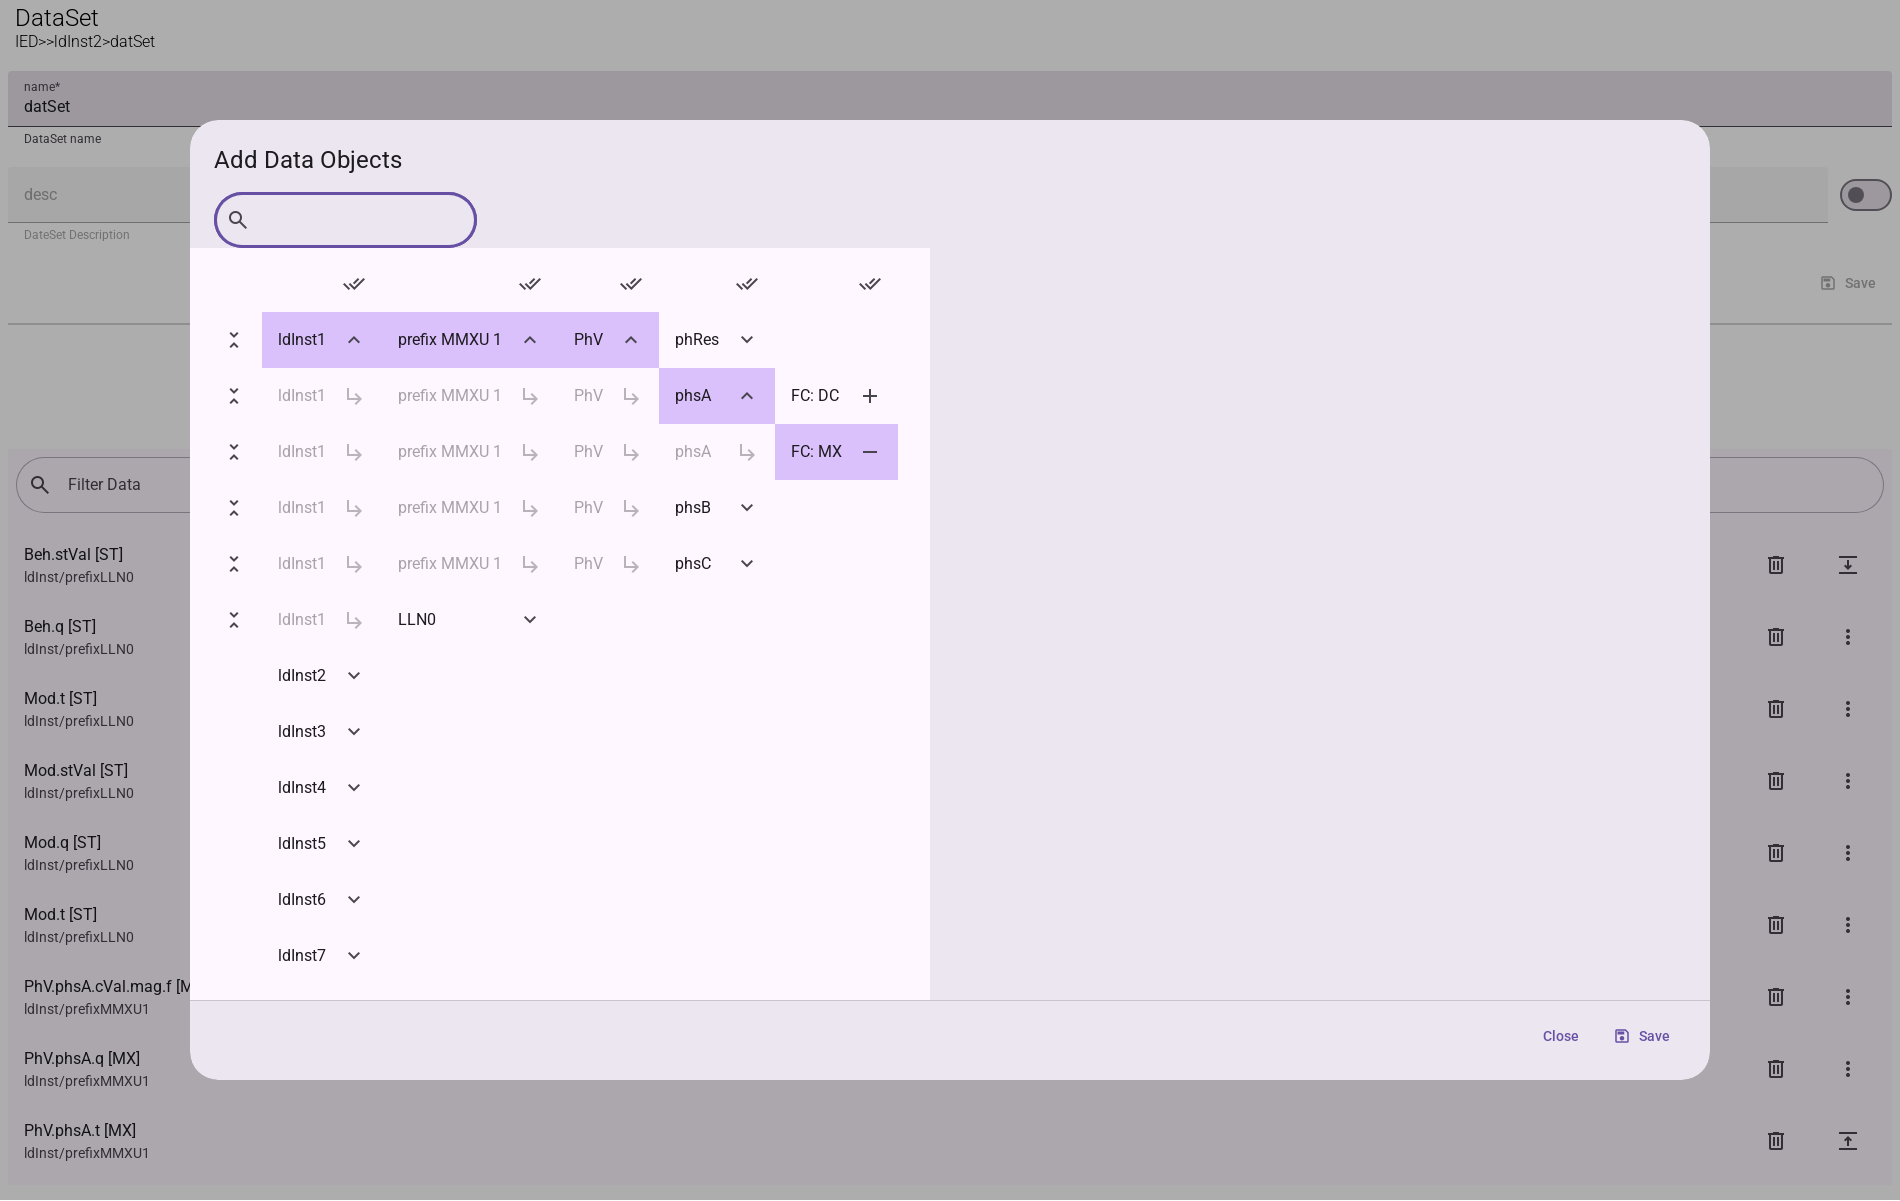 DataSet
IED>>ldInst2>datSet
name*
datSet
DataSet name
desc
DateSet Description
Save
Add Data Objects
ldInst1 prefix MMXU 1 PhV phRes
ldInst1 prefix MMXU 1 PhV phsA FC: DC
ldInst1 prefix MMXU 1 PhV phsA FC: MX
ldInst1 prefix MMXU 1 PhV phsB
ldInst1 prefix MMXU 1 PhV phsC
ldInst1 LLN0
ldInst2
ldInst3
ldInst4
ldInst5
ldInst6
ldInst7
Close Save
Filter Data
Beh.stVal [ST]
ldInst/prefixLLN0
Beh.q [ST]
ldInst/prefixLLN0
Mod.t [ST]
ldInst/prefixLLN0
Mod.stVal [ST]
ldInst/prefixLLN0
Mod.q [ST]
ldInst/prefixLLN0
Mod.t [ST]
ldInst/prefixLLN0
PhV.phsA.cVal.mag.f [M
ldInst/prefixMMXU1
PhV.phsA.q [MX]
ldInst/prefixMMXU1
PhV.phsA.t [MX]
ldInst/prefixMMXU1